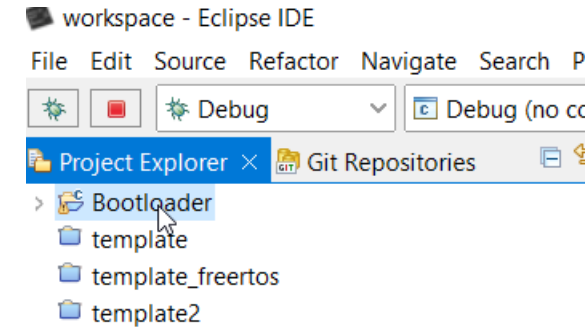 workspace - Eclipse IDE
File Edit Source Refactor Navigate Search P
Debug Debug (no co
Project Explorer GIT Git Repositories
Bootloader
template
template_freertos
template2